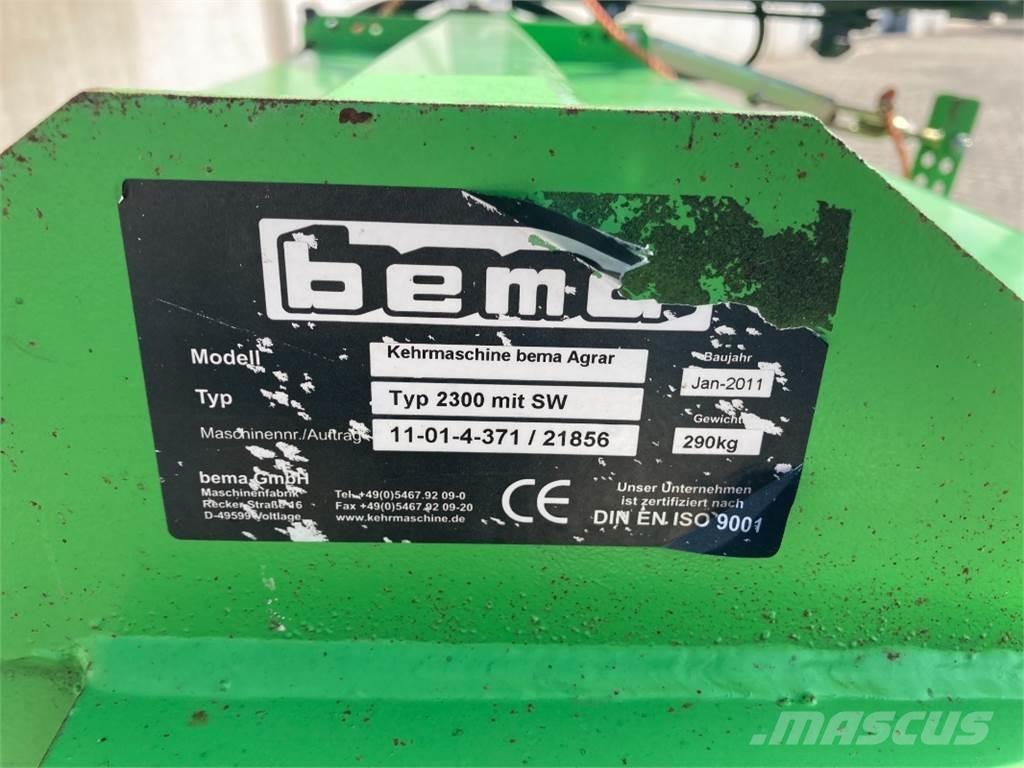 bema
Modell Kehrmaschine bema Agrar
Baujahr
Jan-2011
Typ Typ 2300 mit SW
Gewicht
290kg
Maschinennr./Auftrag 11-01-4-371 / 21856
bema GmbH
Maschinenfabrik
Recker Straße 16
D-49599 Voltlage
Tel +49(0)5467.92 09-0
Fax +49(0)5467.92 09-20
www.kehrmaschine.de
CE
Unser Unternehmen
ist zertifiziert nach
DIN EN ISO 9001
MASCUS